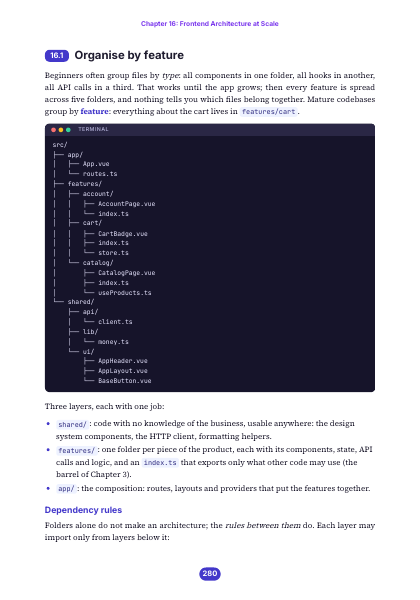 Chapter 16: Frontend Architecture at Scale
16.1 Organise by feature
Beginners often group files by type: all components in one folder, all hooks in another,
all API calls in a third. That works until the app grows; then every feature is spread
across five folders, and nothing tells you which files belong together. Mature codebases
group by feature: everything about the cart lives in features/cart.
TERMINAL
src/
├── app/
│   ├── App.vue
│   └── routes.ts
├── features/
│   ├── account/
│   │   ├── AccountPage.vue
│   │   └── index.ts
│   ├── cart/
│   │   ├── CartBadge.vue
│   │   ├── index.ts
│   │   └── store.ts
│   └── catalog/
│       ├── CatalogPage.vue
│       ├── index.ts
│       └── useProducts.ts
└── shared/
    ├── api/
    │   └── client.ts
    ├── lib/
    │   └── money.ts
    └── ui/
        ├── AppHeader.vue
        ├── AppLayout.vue
        └── BaseButton.vue
Three layers, each with one job:
• shared/: code with no knowledge of the business, usable anywhere: the design
system components, the HTTP client, formatting helpers.
• features/: one folder per piece of the product, each with its components, state, API
calls and logic, and an index.ts that exports only what other code may use (the
barrel of Chapter 3).
• app/: the composition: routes, layouts and providers that put the features together.
Dependency rules
Folders alone do not make an architecture; the rules between them do. Each layer may
import only from layers below it:
280